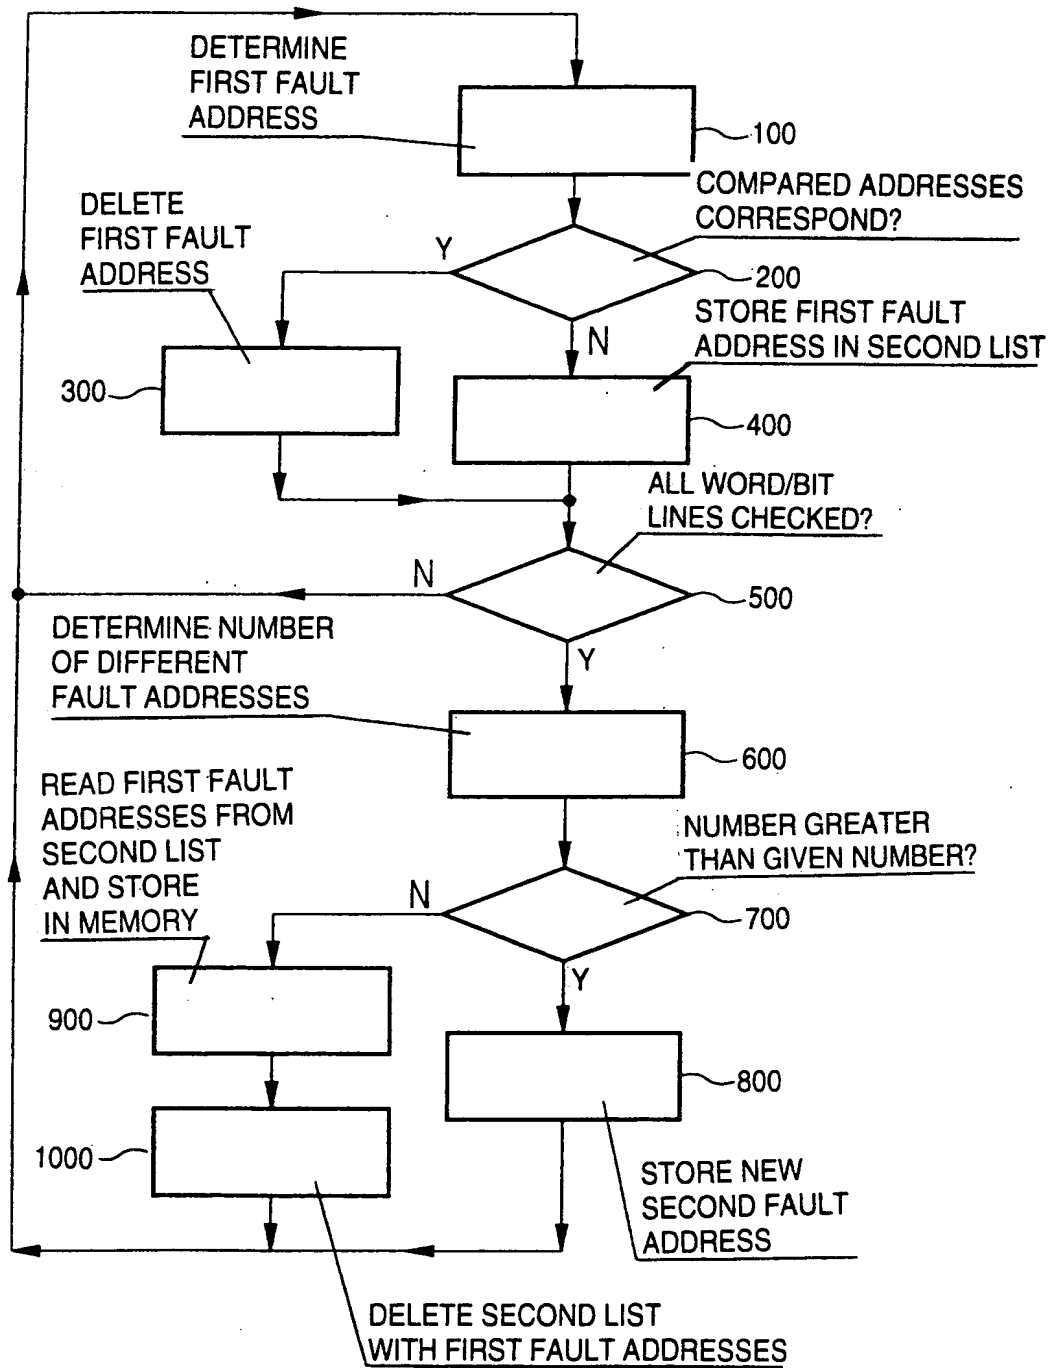 DETERMINE
FIRST FAULT
ADDRESS
100
COMPARED ADDRESSES
CORRESPOND?
DELETE
FIRST FAULT
ADDRESS
Y
200
N
STORE FIRST FAULT
ADDRESS IN SECOND LIST
300
400
ALL WORD/BIT
LINES CHECKED?
N
500
Y
DETERMINE NUMBER
OF DIFFERENT
FAULT ADDRESSES
600
READ FIRST FAULT
ADDRESSES FROM
SECOND LIST
AND STORE
IN MEMORY
NUMBER GREATER
THAN GIVEN NUMBER?
N
700
Y
900
800
1000
STORE NEW
SECOND FAULT
ADDRESS
DELETE SECOND LIST
WITH FIRST FAULT ADDRESSES